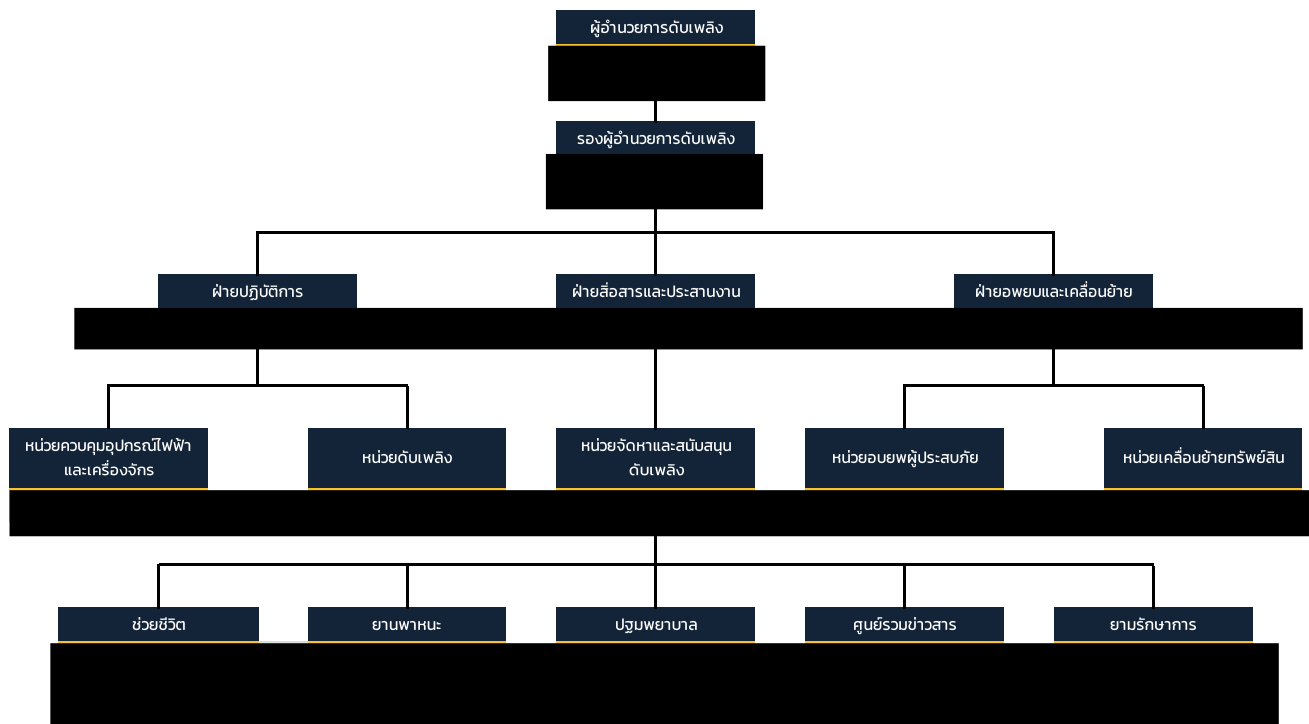 ผู้อำนวยการดับเพลิง
รองผู้อำนวยการดับเพลิง
ฝ่ายปฏิบัติการ
ฝ่ายสื่อสารและประสานงาน
ฝ่ายอพยบและเคลื่อนย้าย
หน่วยควบคุมอุปกรณ์ไฟฟ้า
และเครื่องจักร
หน่วยดับเพลิง
หน่วยจัดหาและสนับสนุน
ดับเพลิง
หน่วยอบยพผู้ประสบภัย
หน่วยเคลื่อนย้ายทรัพย์สิน
ช่วยชีวิต
ยานพาหนะ
ปฐมพยาบาล
ศูนย์รวมข่าวสาร
ยามรักษาการ